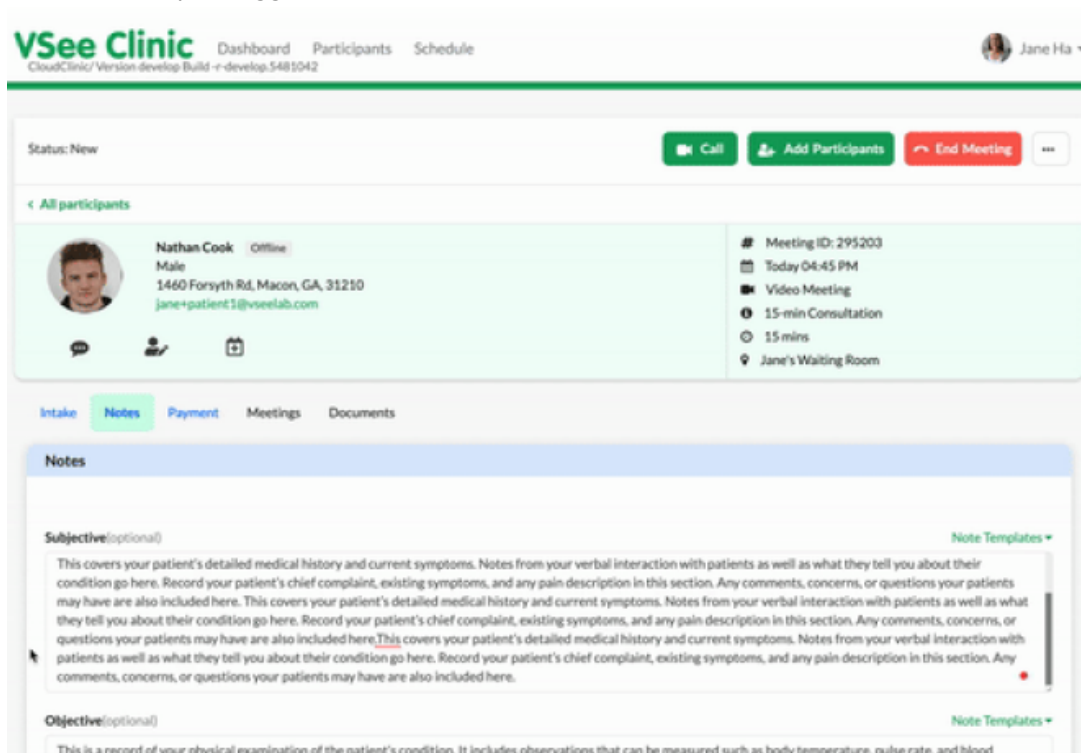 VSee Clinic Dashboard Participants Schedule Jane Ha
CloudClinic/ Version develop Build -r-develop.5481042
Status: New Call Add Participants End Meeting ...
< All participants
Nathan Cook Offline
Male
1460 Forsyth Rd, Macon, GA, 31210
jane+patient1@vseelab.com
# Meeting ID: 295203
Today 04:45 PM
Video Meeting
15-min Consultation
15 mins
Jane's Waiting Room
Intake Notes Payment Meetings Documents
Notes
Subjective(optional) Note Templates
This covers your patient's detailed medical history and current symptoms. Notes from your verbal interaction with patients as well as what they tell you about their
condition go here. Record your patient's chief complaint, existing symptoms, and any pain description in this section. Any comments, concerns, or questions your patients
may have are also included here. This covers your patient's detailed medical history and current symptoms. Notes from your verbal interaction with patients as well as what
they tell you about their condition go here. Record your patient's chief complaint, existing symptoms, and any pain description in this section. Any comments, concerns, or
questions your patients may have are also included here.This covers your patient's detailed medical history and current symptoms. Notes from your verbal interaction with
patients as well as what they tell you about their condition go here. Record your patient's chief complaint, existing symptoms, and any pain description in this section. Any
comments, concerns, or questions your patients may have are also included here.
Objective(optional) Note Templates
This is a record of your physical examination of the patient's condition. It includes observations that can be measured such as body temperature, pulse rate, and blood